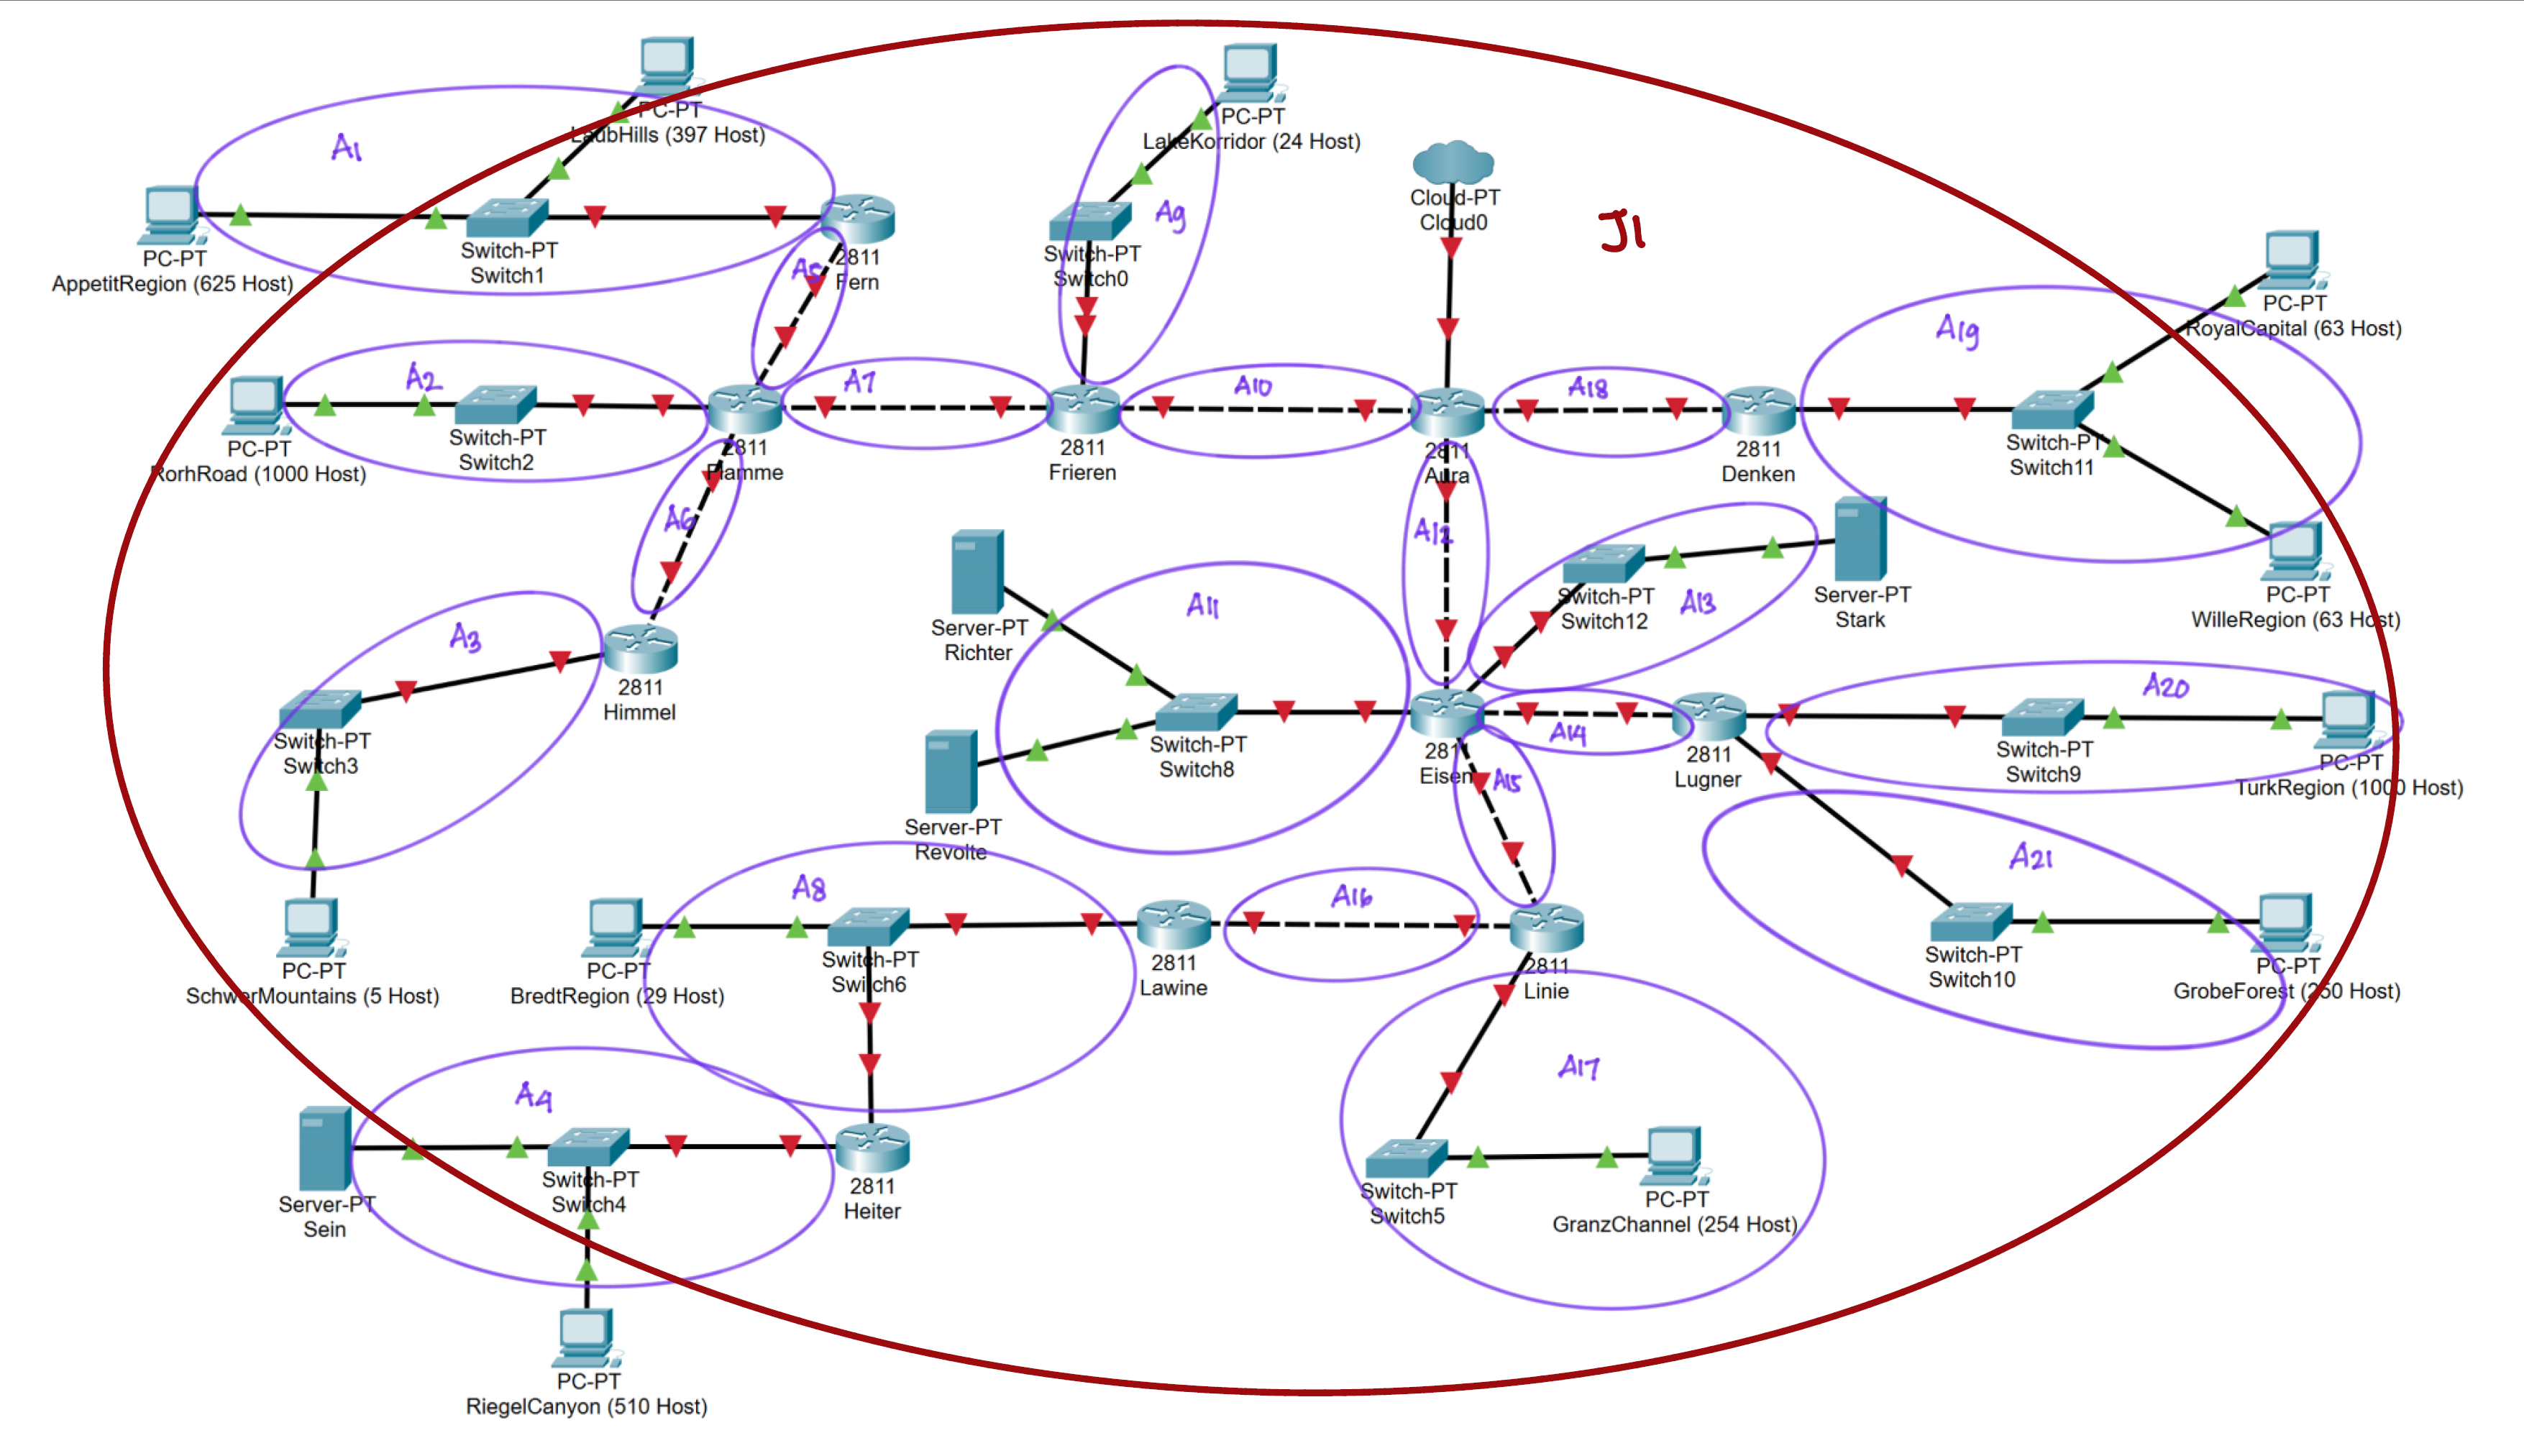 PC-PT
LaubHills (397 Host)
A1
PC-PT
AppetitRegion (625 Host)
Switch-PT
Switch1
2811
Fern
A5
PC-PT
LakeKorridor (24 Host)
A9
Switch-PT
Switch0
Cloud-PT
Cloud0
J1
PC-PT
RoyalCapital (63 Host)
A19
A2
PC-PT
RorhRoad (1000 Host)
Switch-PT
Switch2
2811
Flamme
A7
2811
Frieren
A10
2811
Aura
A18
2811
Denken
Switch-PT
Switch11
A6
A12
Switch-PT
Switch12
A13
Server-PT
Stark
PC-PT
WilleRegion (63 Host)
A3
2811
Himmel
Switch-PT
Switch3
Server-PT
Richter
A11
Switch-PT
Switch8
Server-PT
Revolte
2811
Eisen
A14
2811
Lugner
A20
Switch-PT
Switch9
PC-PT
TurkRegion (1000 Host)
A15
A21
PC-PT
SchwerMountains (5 Host)
A8
PC-PT
BredtRegion (29 Host)
Switch-PT
Switch6
2811
Lawine
A16
2811
Linie
Switch-PT
Switch10
PC-PT
GrobeForest (250 Host)
A4
Server-PT
Sein
Switch-PT
Switch4
2811
Heiter
A17
Switch-PT
Switch5
PC-PT
GranzChannel (254 Host)
PC-PT
RiegelCanyon (510 Host)